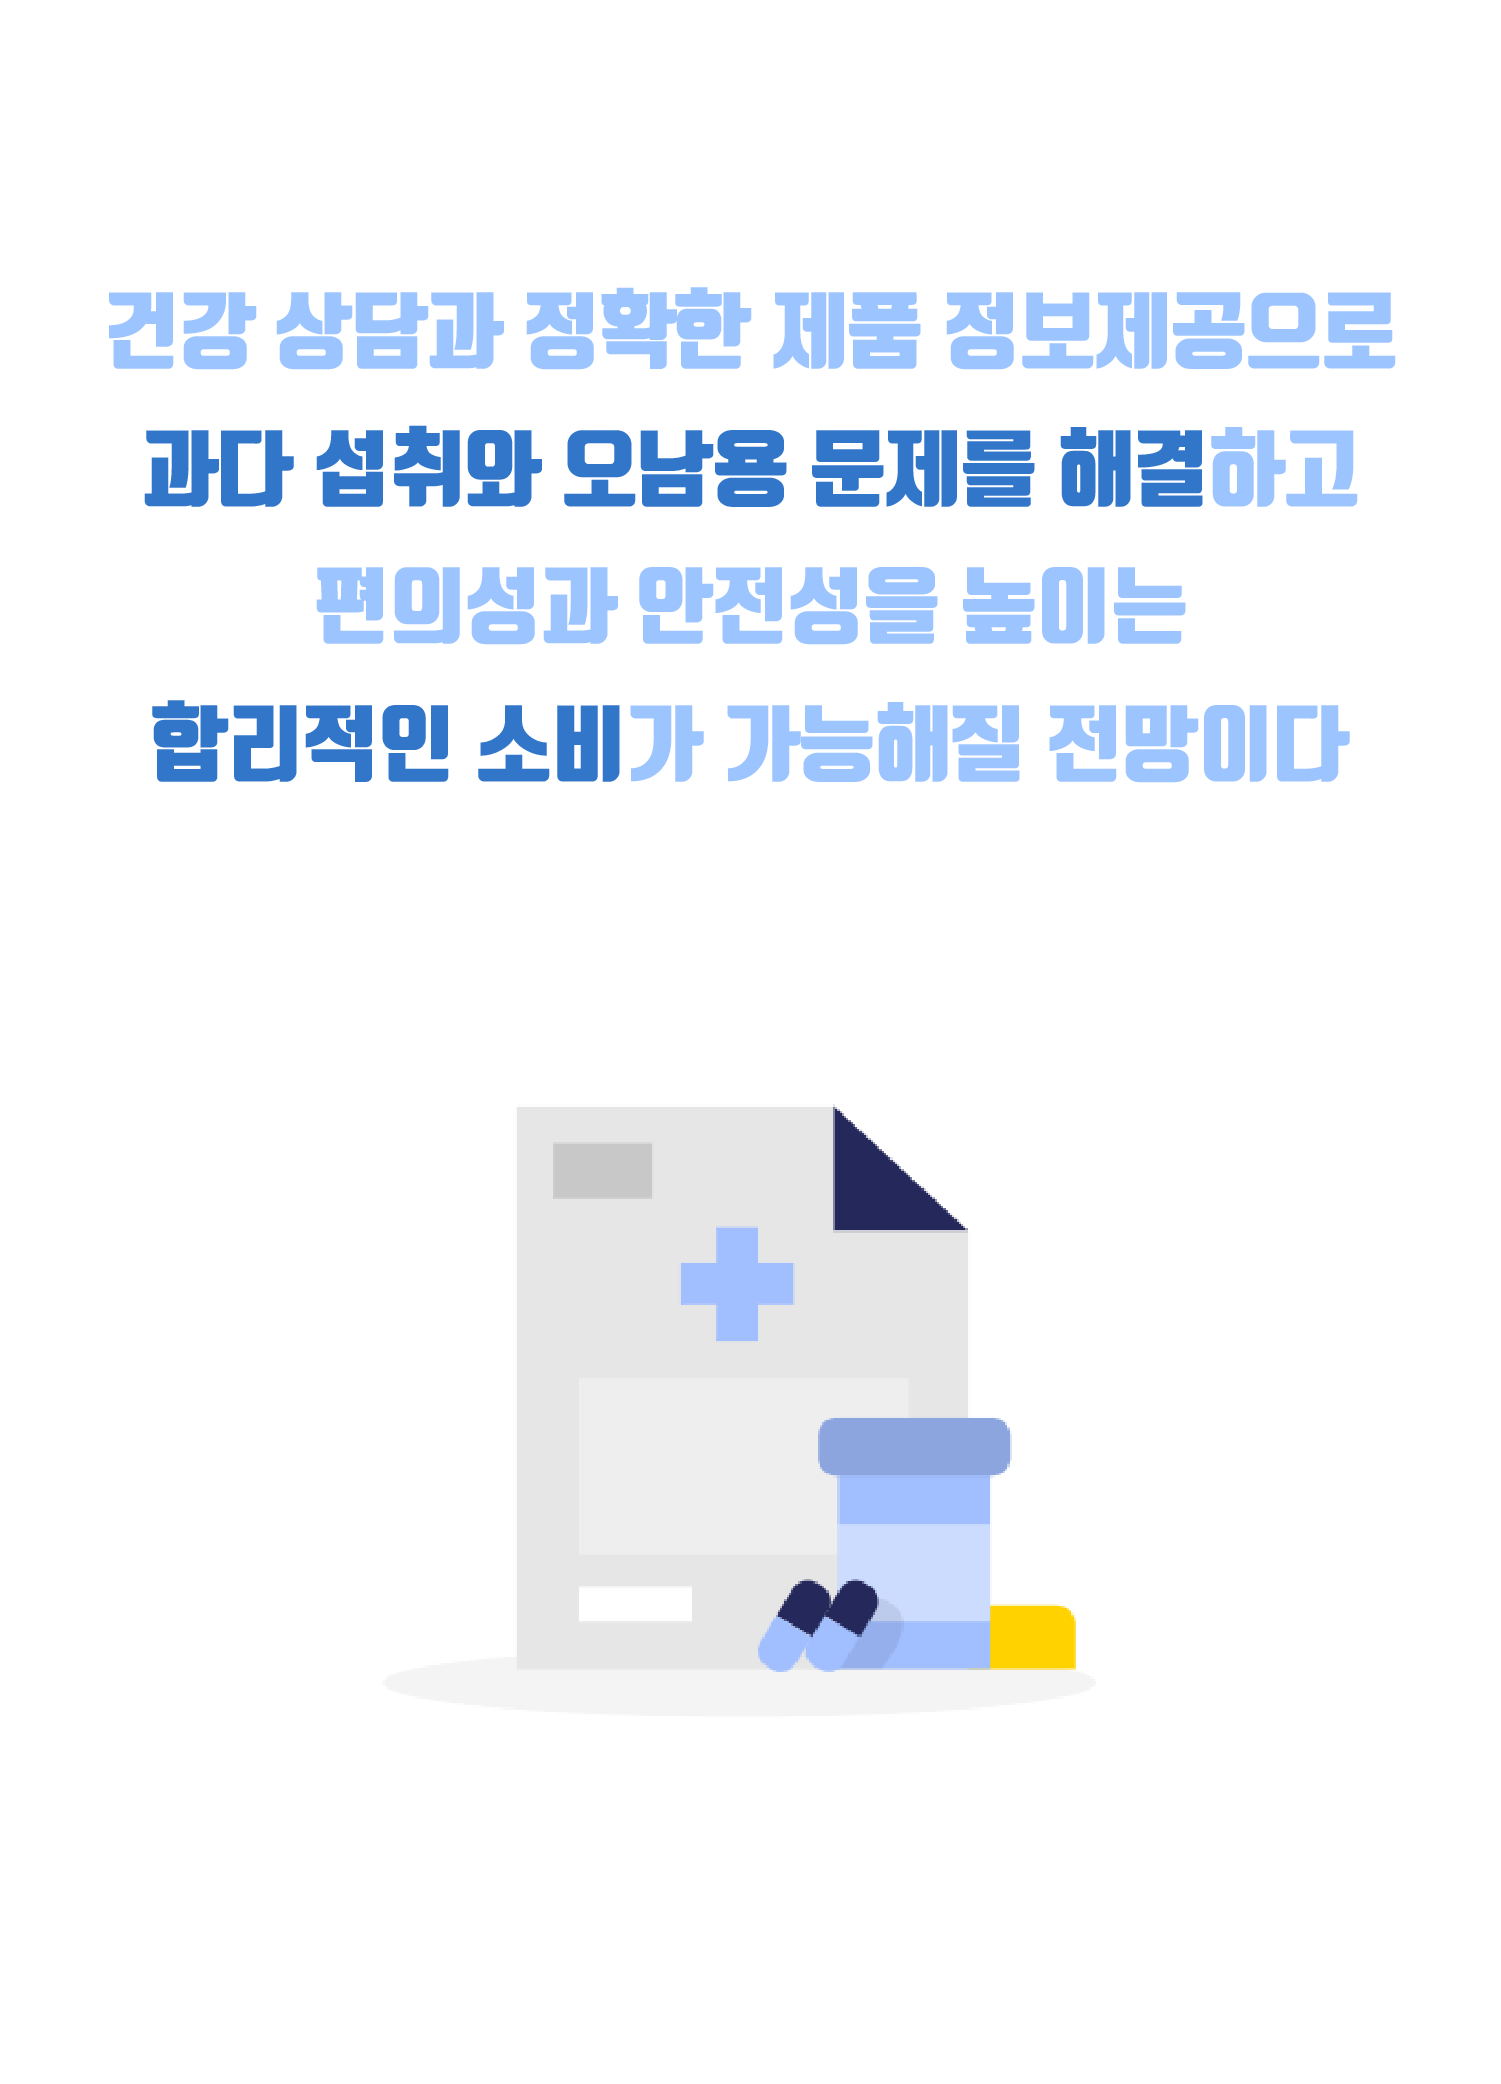 건강 상담과 정확한 제품 정보제공으로
과다 섭취와 오남용 문제를 해결하고
편의성과 안전성을 높이는
합리적인 소비가 가능해질 전망이다